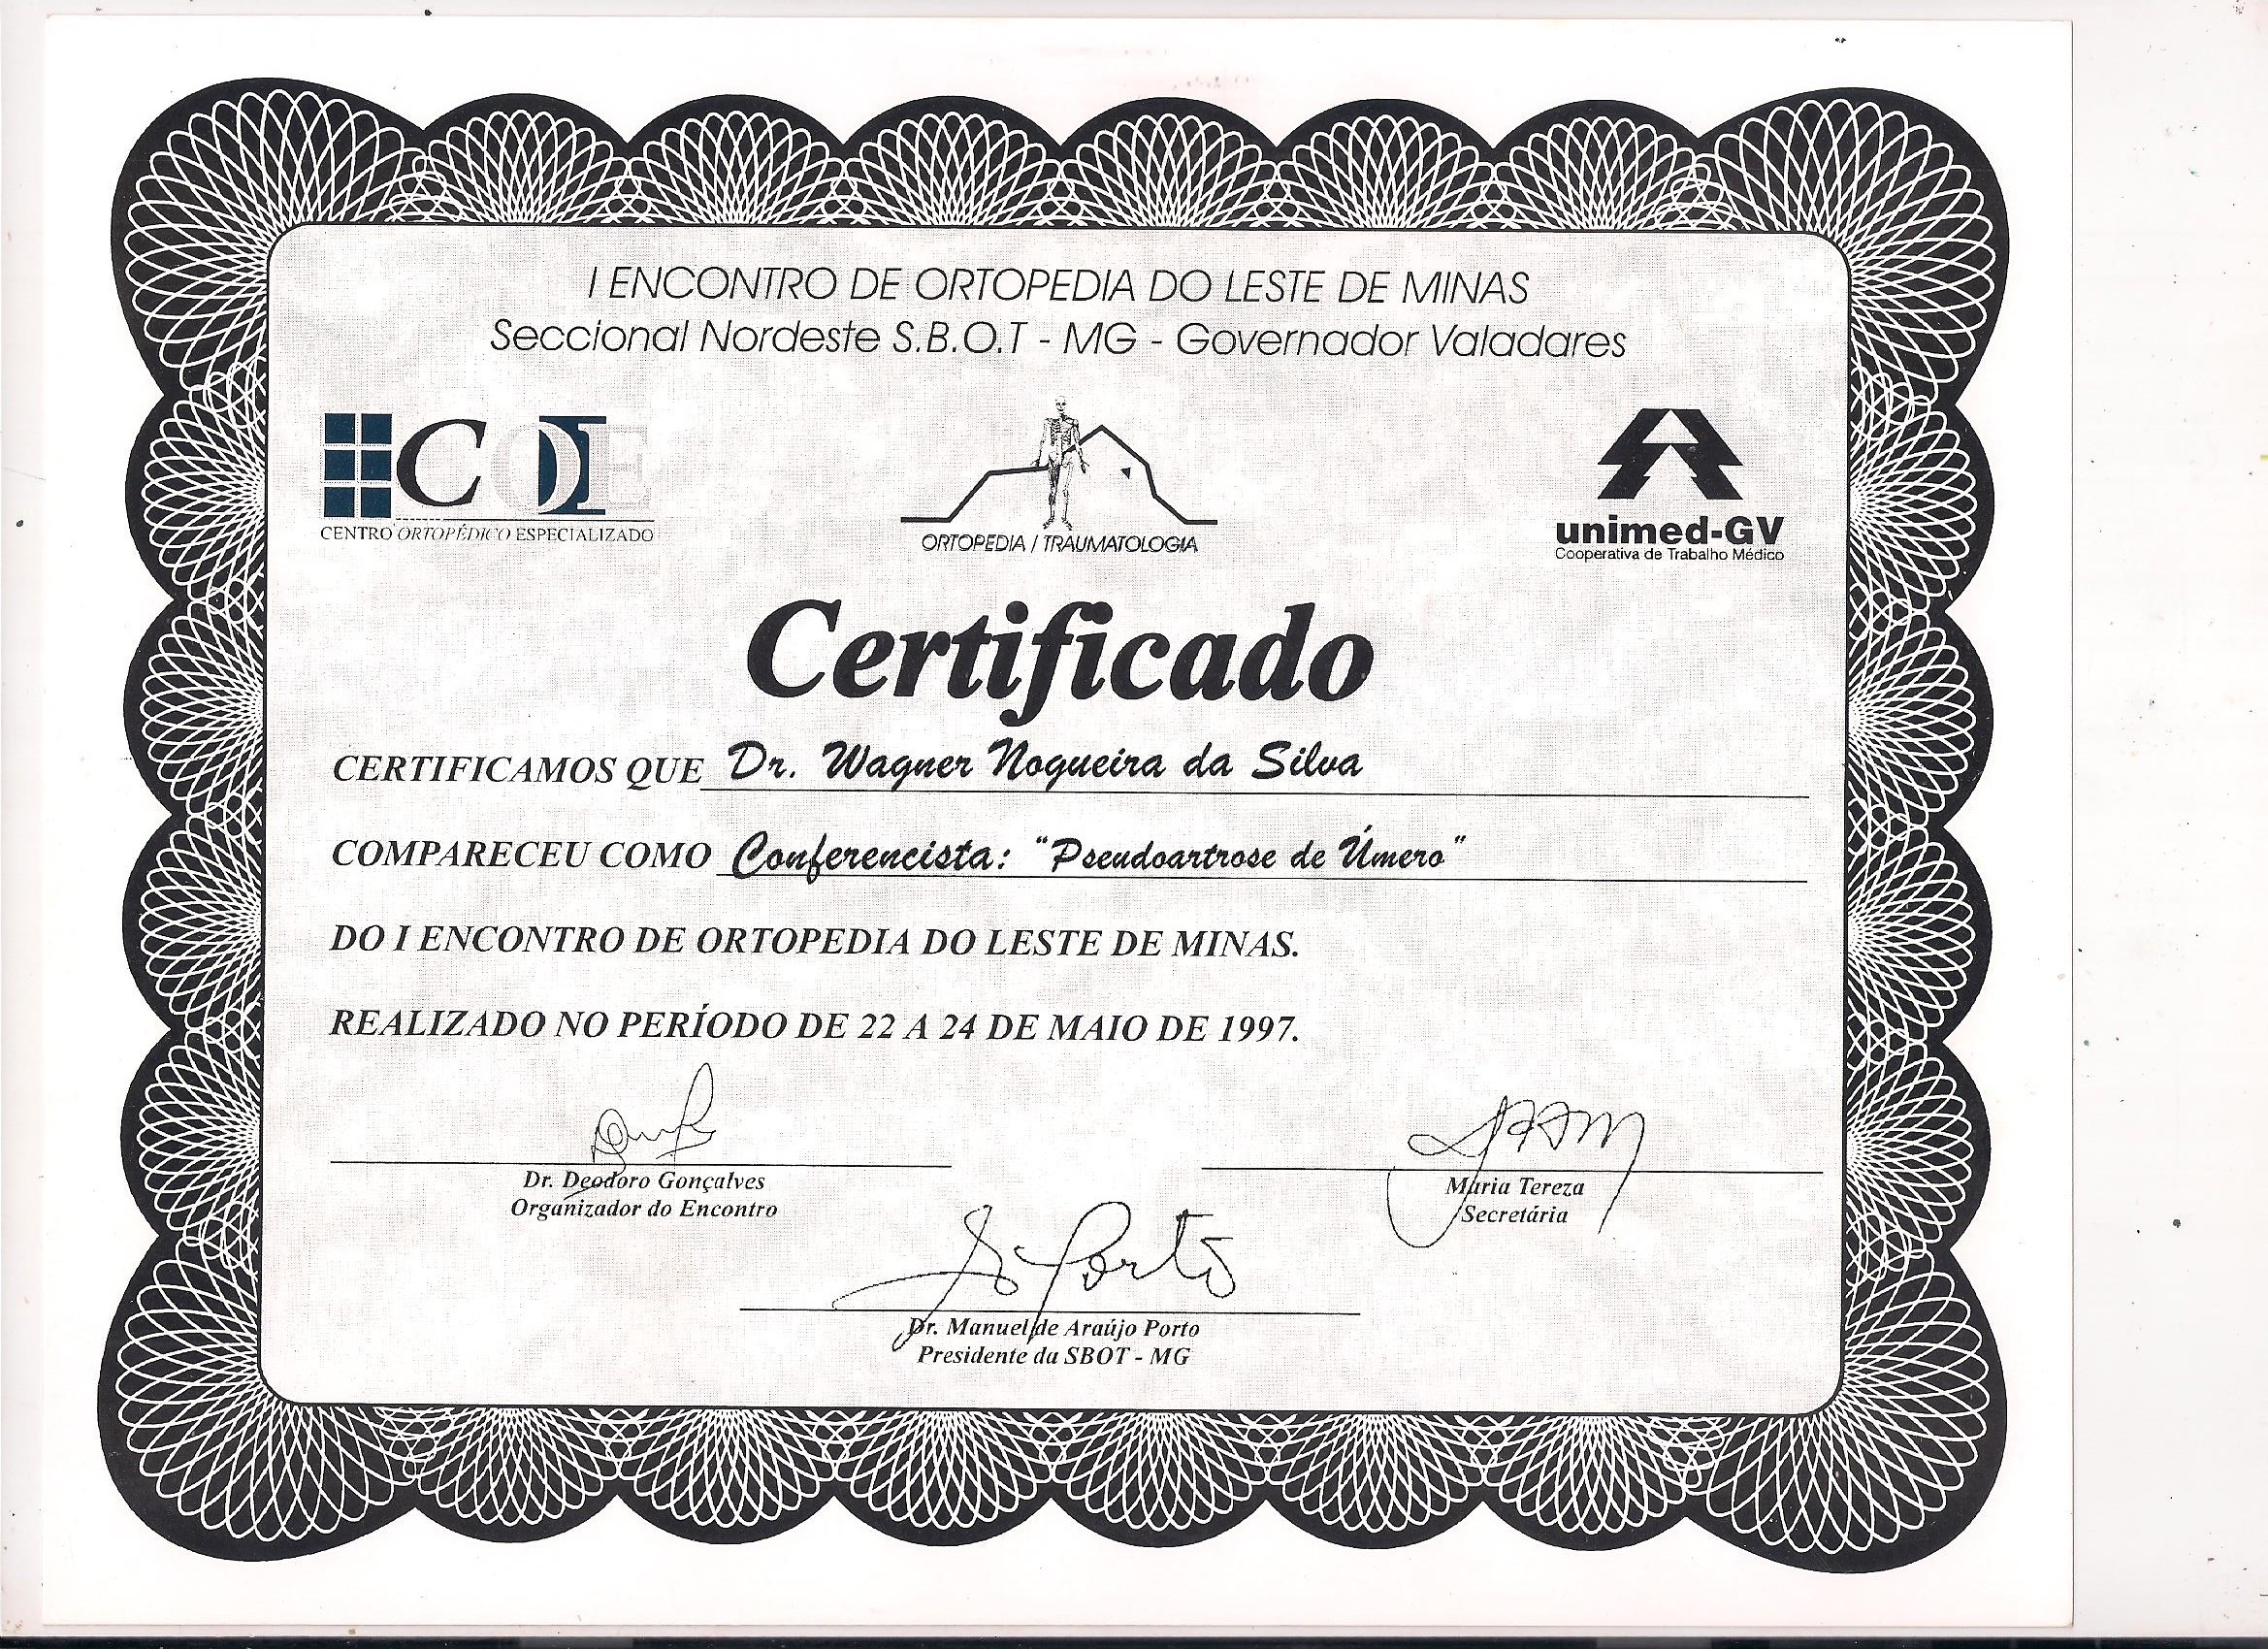 I ENCONTRO DE ORTOPEDIA DO LESTE DE MINAS
Seccional Nordeste S.B.O.T - MG - Governador Valadares
COE
CENTRO ORTOPÉDICO ESPECIALIZADO
ORTOPEDIA / TRAUMATOLOGIA
unimed-GV
Cooperativa de Trabalho Médico
Certificado
CERTIFICAMOS QUE Dr. Wagner Nogueira da Silva
COMPARECEU COMO Conferencista: "Pseudoartrose de Úmero"
DO I ENCONTRO DE ORTOPEDIA DO LESTE DE MINAS.
REALIZADO NO PERÍODO DE 22 A 24 DE MAIO DE 1997.
Dr. Deodoro Gonçalves
Organizador do Encontro
Maria Tereza
Secretária
Porto
Dr. Manuel de Araújo Porto
Presidente da SBOT - MG